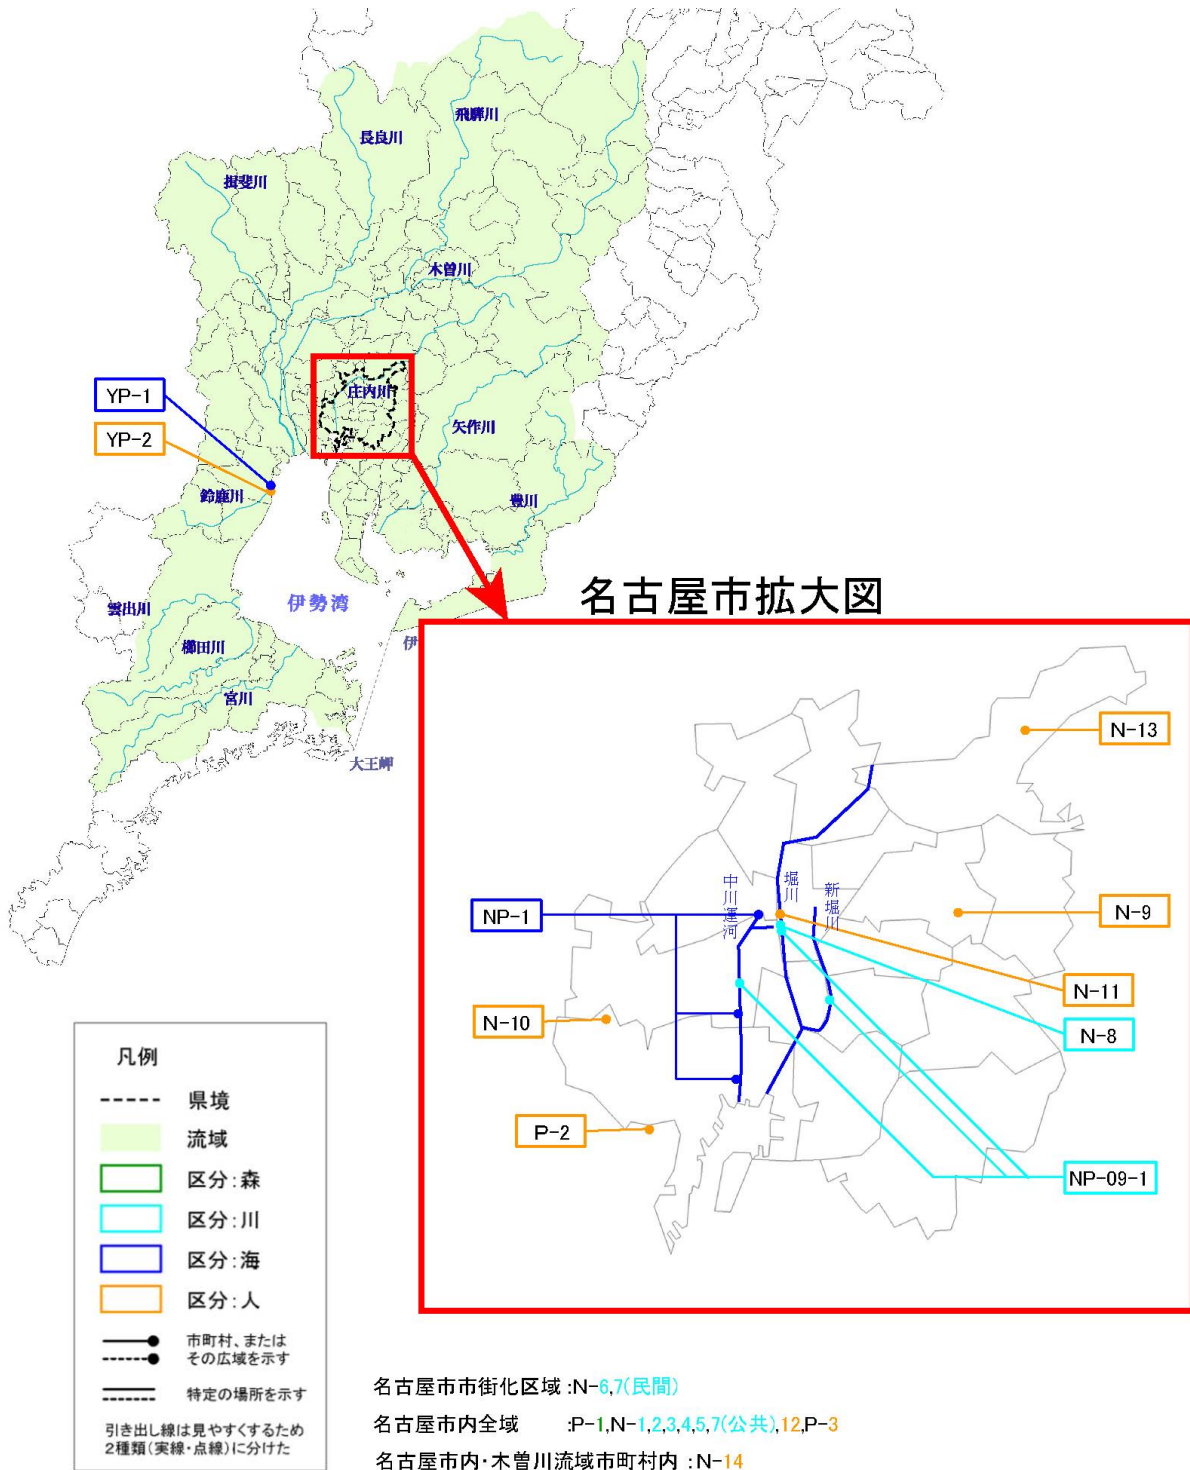 飛騨川
長良川
揖斐川
木曽川
庄内川
YP-1
YP-2
矢作川
鈴鹿川
豊川
雲出川
伊勢湾
櫛田川
伊
宮川
大王岬
名古屋市拡大図
N-13
中川運河
堀川
新堀川
NP-1
N-9
N-11
N-10
N-8
P-2
NP-09-1
凡例
県境
流域
区分:森
区分:川
区分:海
区分:人
市町村、または
その広域を示す
特定の場所を示す
引き出し線は見やすくするため
2種類(実線・点線)に分けた
名古屋市市街化区域:N-6,7(民間)
名古屋市内全域 :P-1,N-1,2,3,4,5,7(公共),12,P-3
名古屋市内・木曽川流域市町村内 :N-14